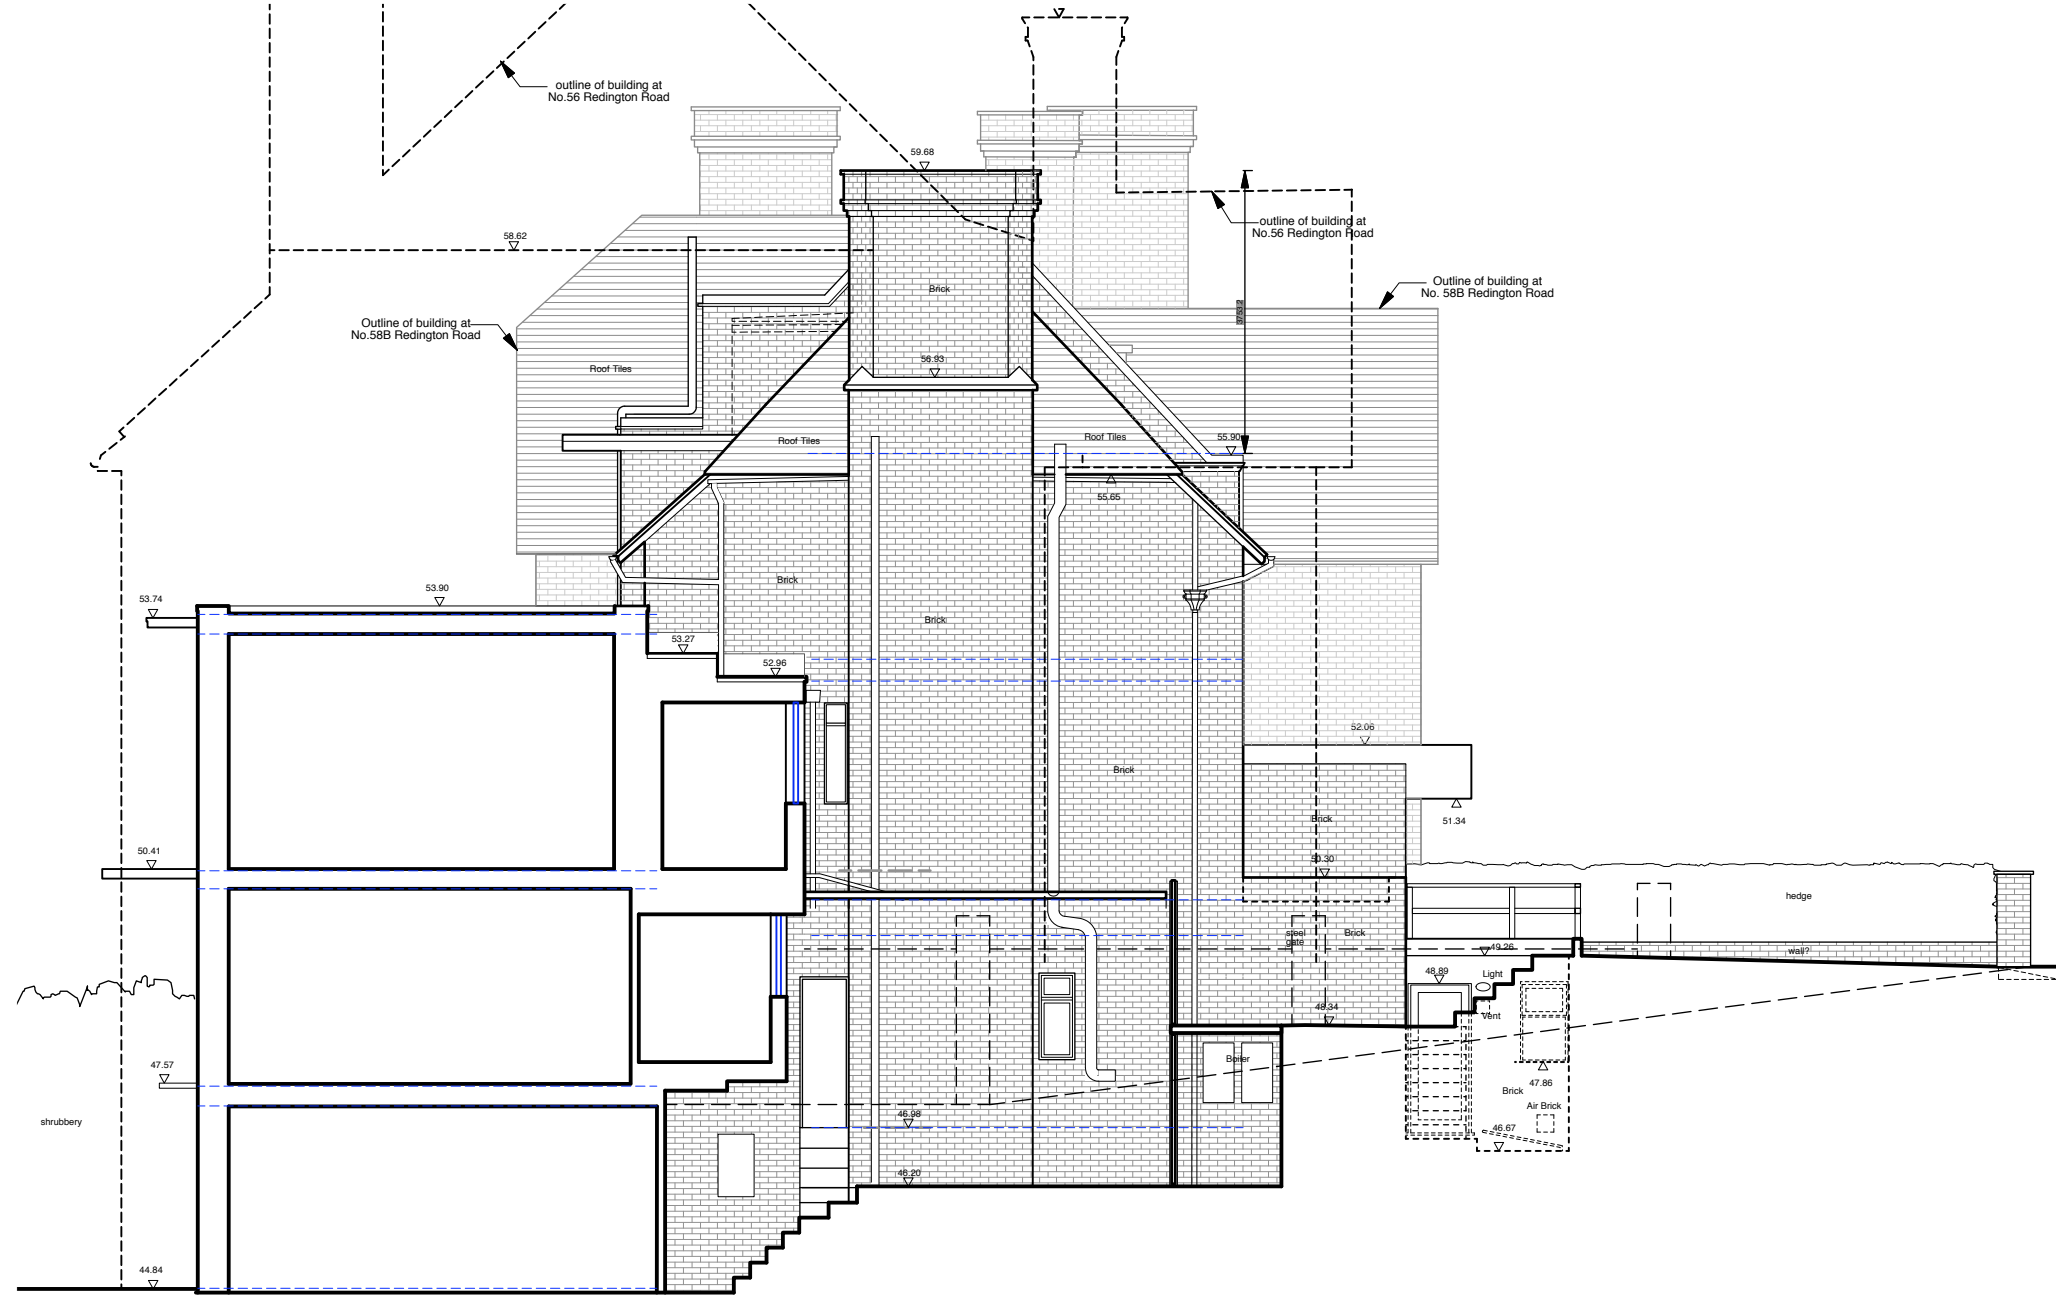 outline of building at
No.56 Redington Road
59.68
outline of building at
No.56 Redington Road
58.62
Outline of building at
No. 58B Redington Road
Brick
Outline of building at
No.58B Redington Road
56.93
Roof Tiles
Roof Tiles
Roof Tiles
55.90
55.65
Brick
53.90
53.74
Brick
53.27
52.96
52.06
Brick
Brick
51.34
50.41
50.30
hedge
steel
gate
Brick
49.26
wall?
48.89
Light
Vent
48.34
Boiler
47.57
47.86
Brick
Air Brick
46.98
shrubbery
46.67
46.20
44.84